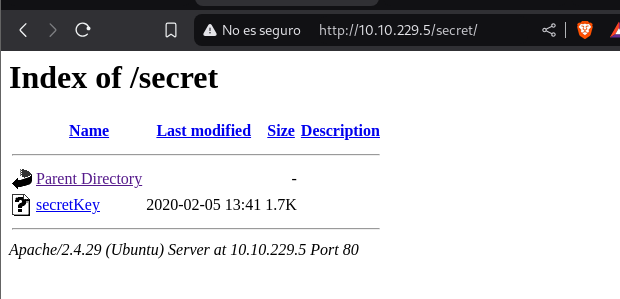 No es seguro http://10.10.229.5/secret/
Index of /secret
Name Last modified Size Description
Parent Directory -
secretKey 2020-02-05 13:41 1.7K
Apache/2.4.29 (Ubuntu) Server at 10.10.229.5 Port 80